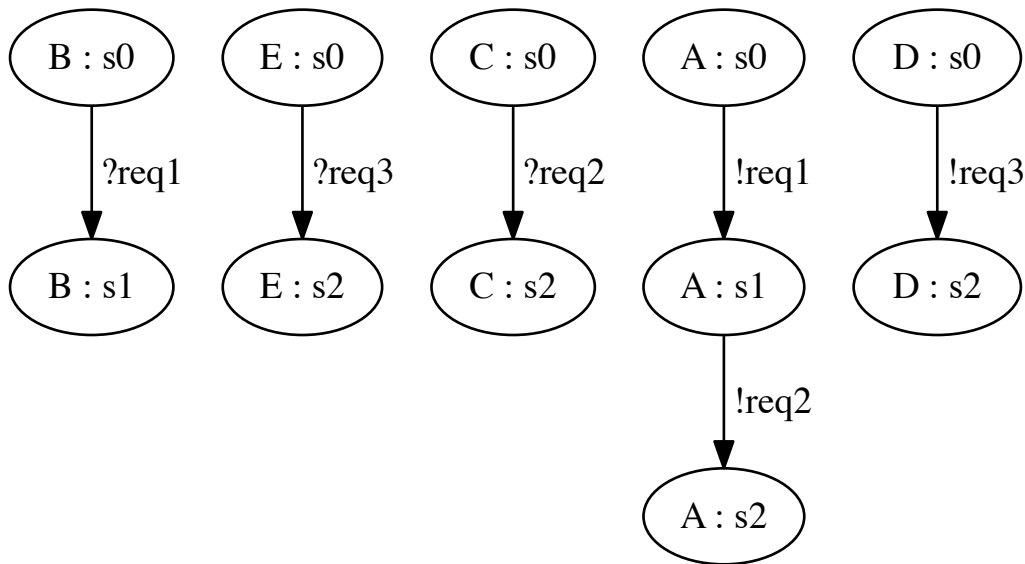 B : s0
E : s0
C : s0
A : s0
D : s0
?req1
?req3
?req2
!req1
!req3
B : s1
E : s2
C : s2
A : s1
D : s2
!req2
A : s2